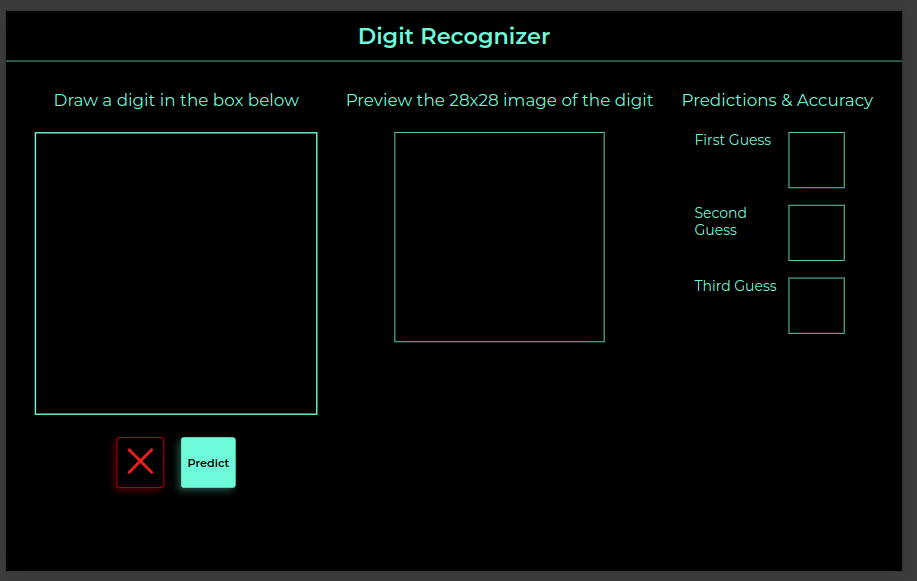 Digit Recognizer
Draw a digit in the box below
Preview the 28x28 image of the digit
Predictions & Accuracy
First Guess
Second
Guess
Third Guess
Predict